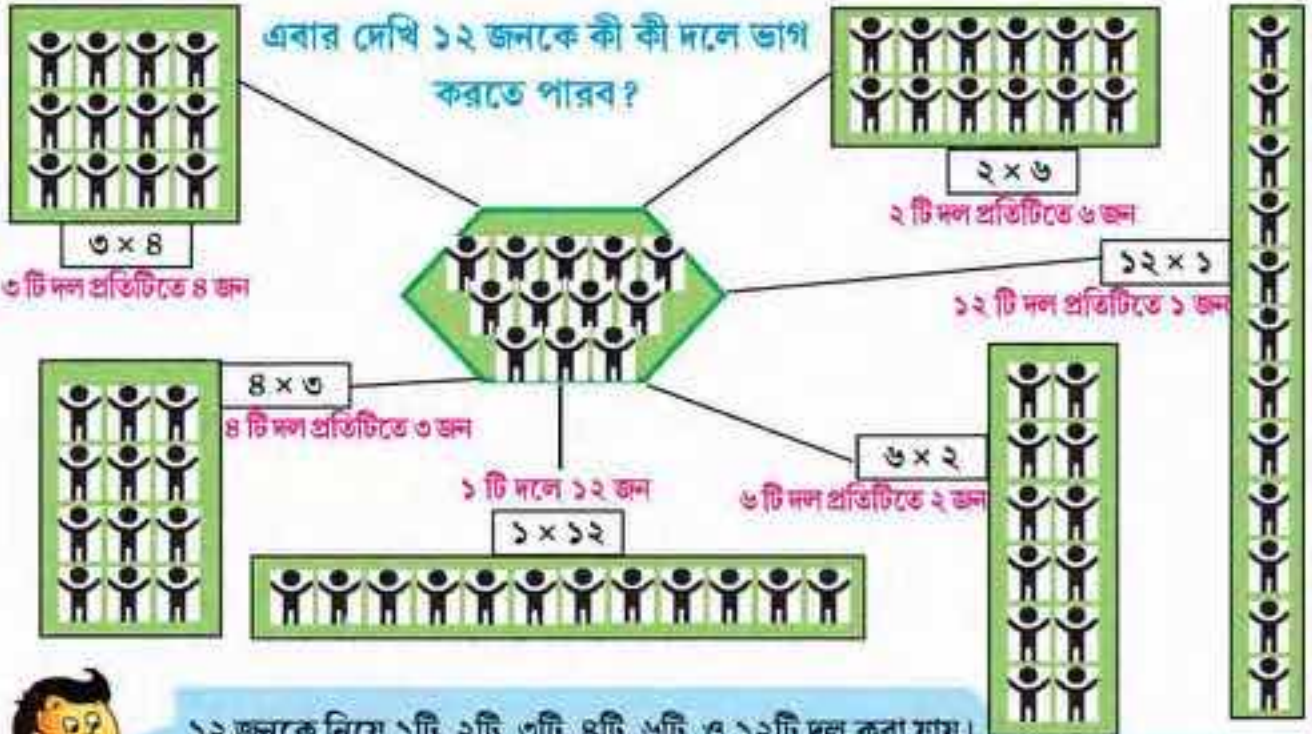 এবার দেখি ১২ জনকে কী কী দলে ভাগ
করতে পারব?
৩ × ৪
৩ টি দল প্রতিটিতে ৪ জন
২ × ৬
২ টি দল প্রতিটিতে ৬ জন
১২ × ১
১২ টি দল প্রতিটিতে ১ জন
৪ × ৩
৪ টি দল প্রতিটিতে ৩ জন
১ টি দলে ১২ জন
১ × ১২
৬ × ২
৬ টি দল প্রতিটিতে ২ জন
১২ জনকে নিয়ে ১টি, ২টি, ৩টি, ৪টি, ৬টি ও ১২টি দল করা যায়।